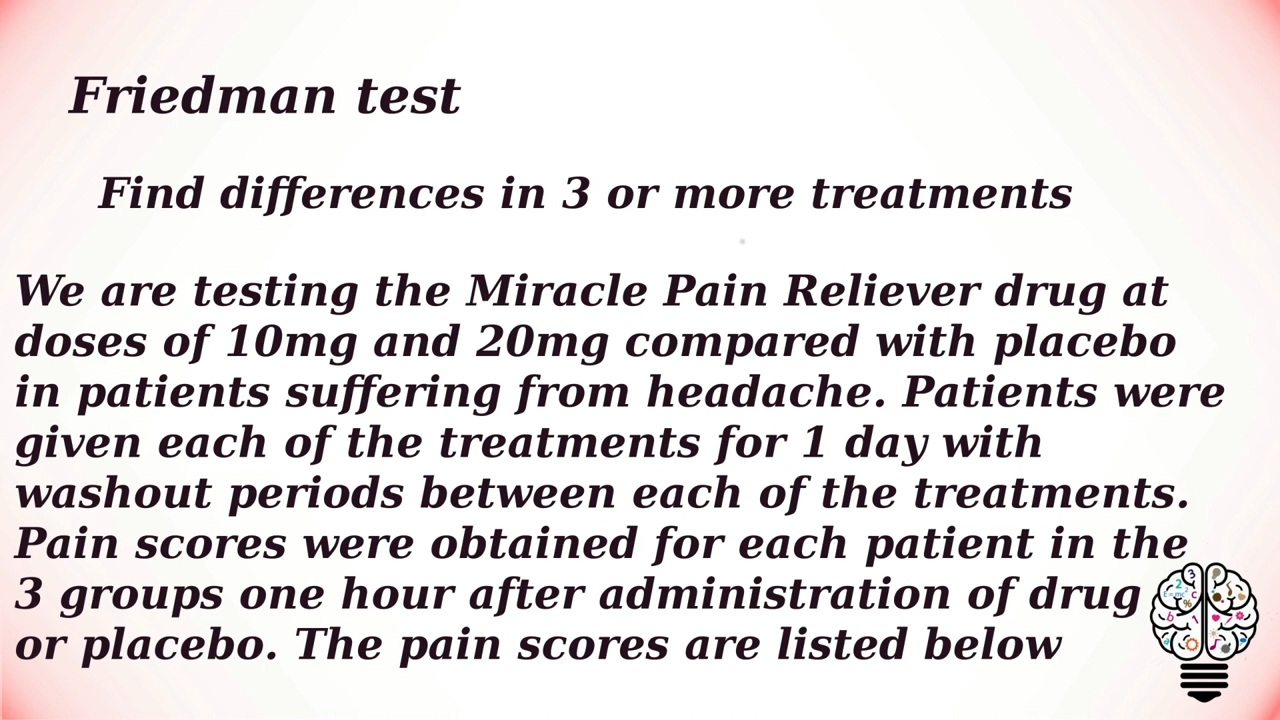 Friedman test
Find differences in 3 or more treatments
We are testing the Miracle Pain Reliever drug at
doses of 10mg and 20mg compared with placebo
in patients suffering from headache. Patients were
given each of the treatments for 1 day with
washout periods between each of the treatments.
Pain scores were obtained for each patient in the
3 groups one hour after administration of drug
or placebo. The pain scores are listed below